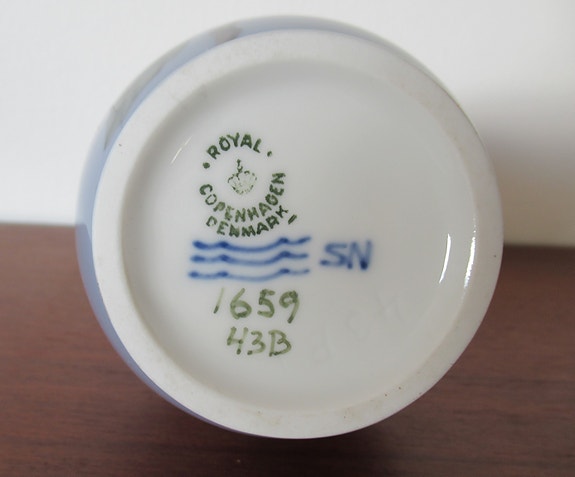 ROYAL
COPENHAGEN
DENMARK
SN
1659
43B